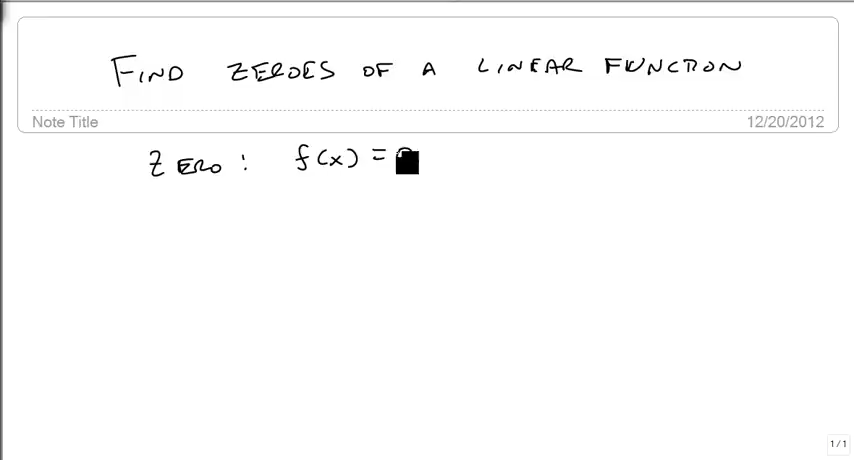 FIND ZEROES OF A LINEAR FUNCTION
Note Title 12/20/2012
ZERO: f(x) =
1 / 1